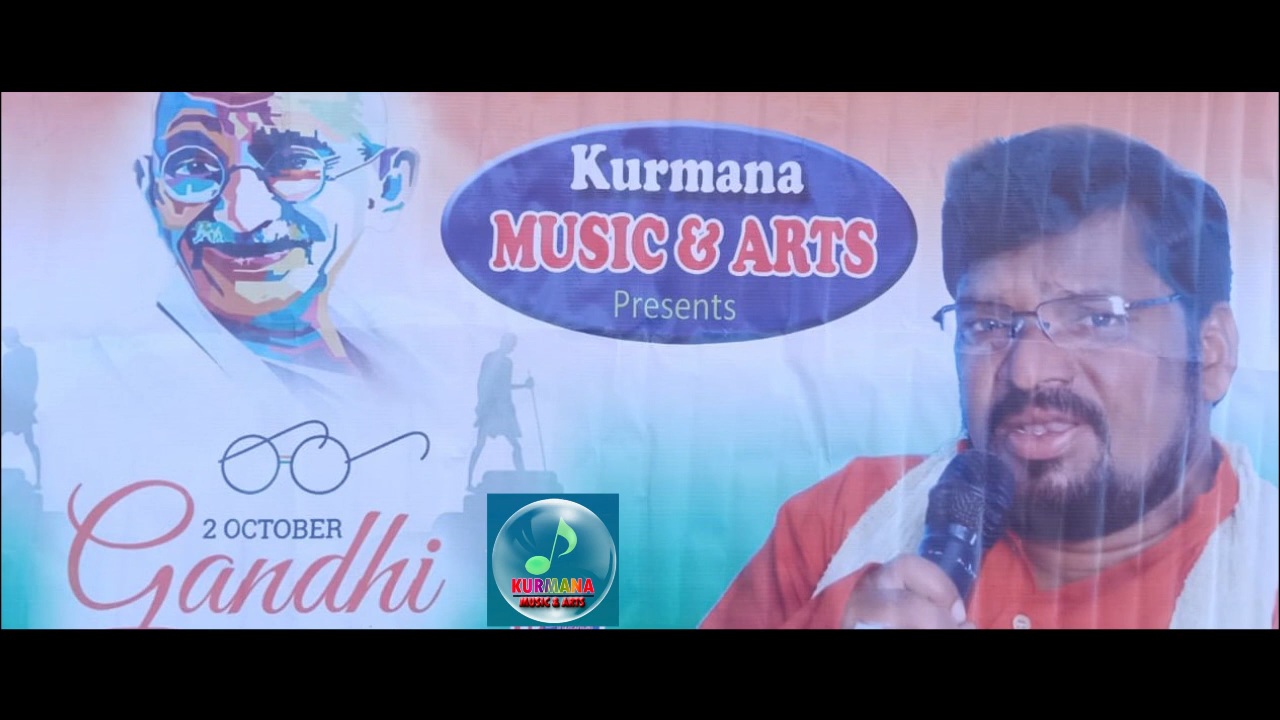 Kurmana
MUSIC & ARTS
Presents
2 OCTOBER
Gandhi
KURMANA
MUSIC & ARTS